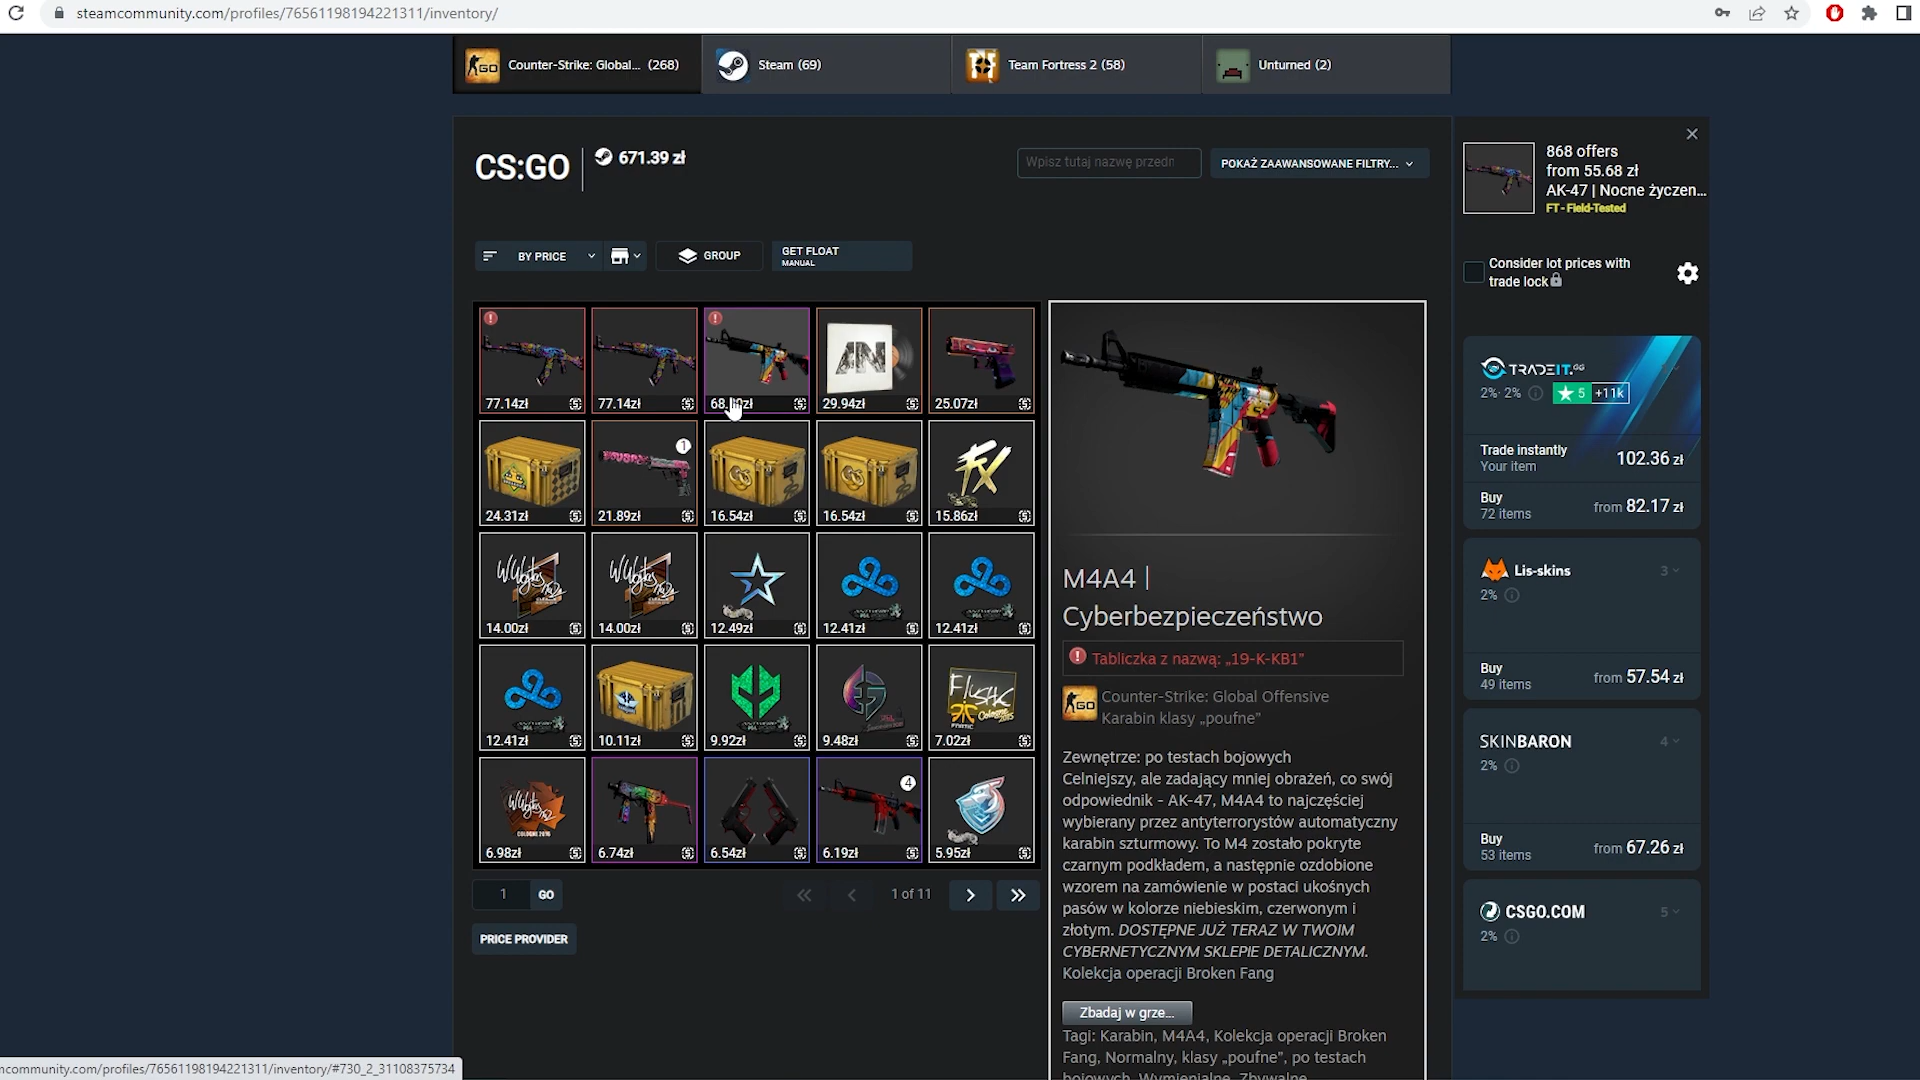 steamcommunity.com/profiles/76561198194221311/inventory/
Counter-Strike: Global... (268)
Steam (69)
Team Fortress 2 (58)
Unturned (2)
CS:GO
671.39 zł
Wpisz tutaj nazwę przedm
POKAŻ ZAAWANSOWANE FILTRY...
BY PRICE
GROUP
GET FLOAT
MANUAL
77.14zł
77.14zł
29.94zł
25.07zł
24.31zł
1
21.89zł
16.54zł
16.54zł
15.86zł
14.00zł
14.00zł
12.49zł
12.41zł
12.41zł
12.41zł
10.11zł
9.92zł
9.48zł
7.02zł
6.98zł
6.74zł
6.54zł
4
6.19zł
5.95zł
1
GO
1 of 11
PRICE PROVIDER
M4A4 |
Cyberbezpieczeństwo
Tabliczka z nazwą: „19-K-KB1”
Counter-Strike: Global Offensive
Karabin klasy „poufne”
Zewnętrze: po testach bojowych
Celniejszy, ale zadający mniej obrażeń, co swój
odpowiednik - AK-47, M4A4 to najczęściej
wybierany przez antyterrorystów automatyczny
karabin szturmowy. To M4 zostało pokryte
czarnym podkładem, a następnie ozdobione
wzorem na zamówienie w postaci ukośnych
pasów w kolorze niebieskim, czerwonym i
złotym. DOSTĘPNE JUŻ TERAZ W TWOIM
CYBERNETYCZNYM SKLEPIE DETALICZNYM.
Kolekcja operacji Broken Fang
Zbadaj w grze...
Tagi: Karabin, M4A4, Kolekcja operacji Broken
Fang, Normalny, klasy „poufne”, po testach
bojowych, Wymienialne, Zbywalne
868 offers
from 55.68 zł
AK-47 | Nocne życzen...
FT - Field-Tested
Consider lot prices with
trade lock
TRADEIT.GG
2% · 2%
5 +11k
Trade instantly
Your item
102.36 zł
Buy
72 items
from 82.17 zł
Lis-skins
3
2%
Buy
49 items
from 57.54 zł
SKINBARON
4
2%
Buy
53 items
from 67.26 zł
CSGO.COM
5
2%
mcommunity.com/profiles/76561198194221311/inventory/#730_2_31108375734